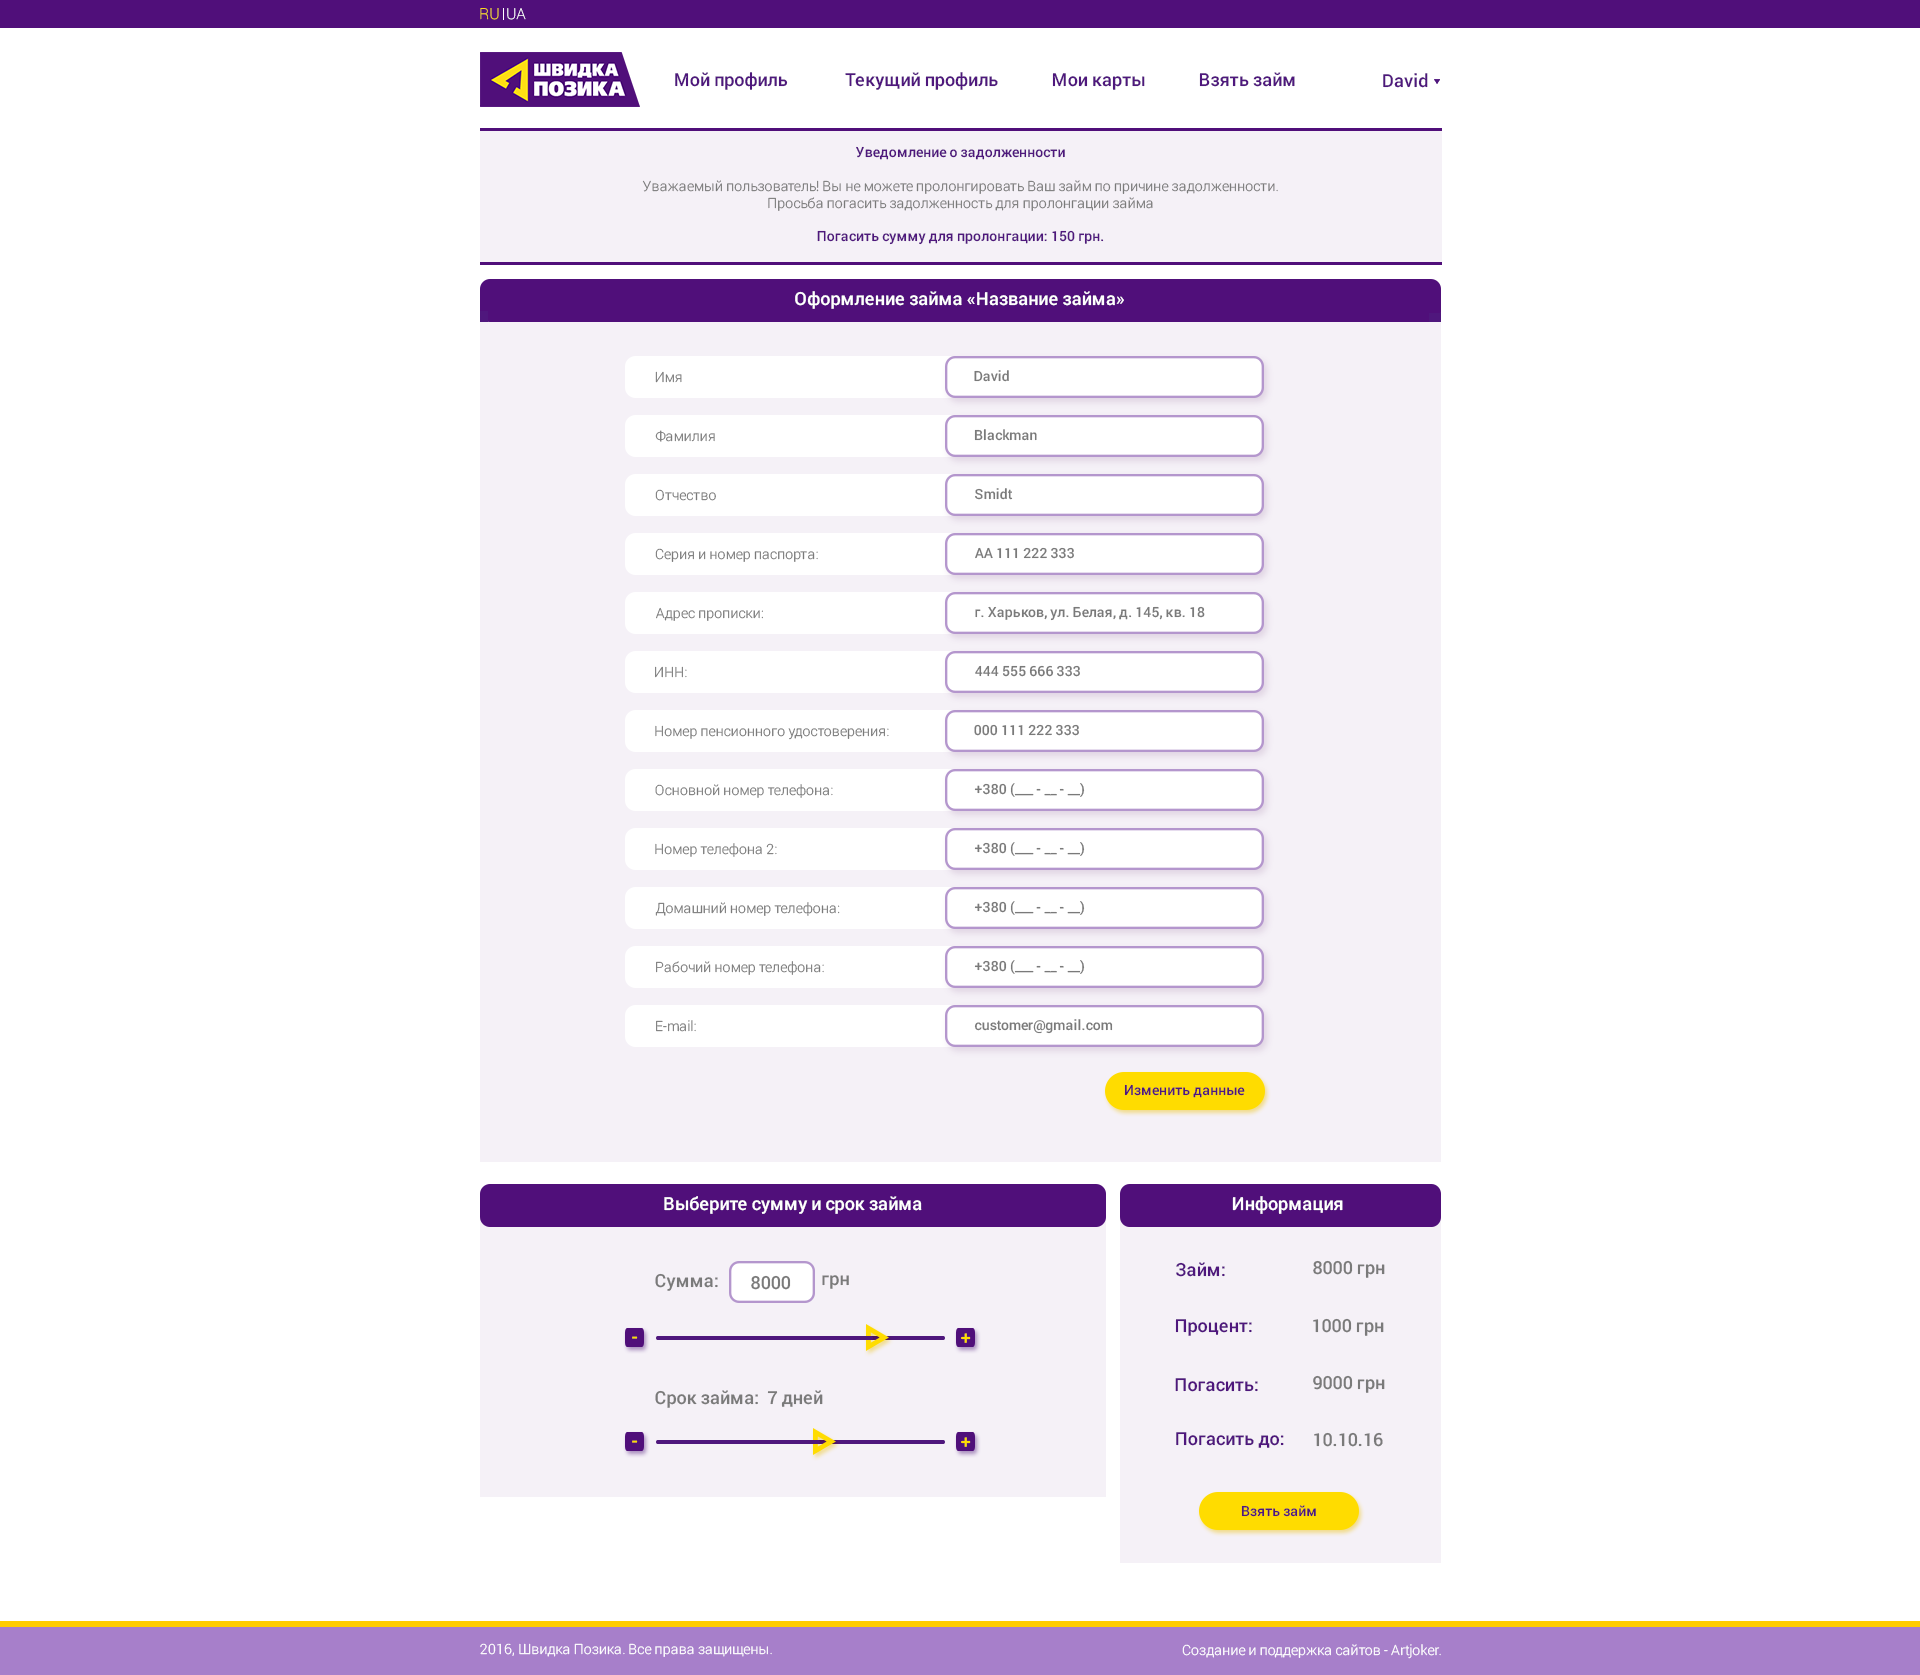 RU|UA
ШВИДКА
ПОЗИКА
Мой профиль
Текущий профиль
Мои карты
Взять займ
David
Уведомление о задолженности
Уважаемый пользователь! Вы не можете пролонгировать Ваш займ по причине задолженности.
Просьба погасить задолженность для пролонгации займа
Погасить сумму для пролонгации: 150 грн.
Оформление займа «Название займа»
Имя
David
Фамилия
Blackman
Отчество
Smidt
Серия и номер паспорта:
АА 111 222 333
Адрес прописки:
г. Харьков, ул. Белая, д. 145, кв. 18
ИНН:
444 555 666 333
Номер пенсионного удостоверения:
000 111 222 333
Основной номер телефона:
+380 (___ - __ - __)
Номер телефона 2:
+380 (___ - __ - __)
Домашний номер телефона:
+380 (___ - __ - __)
Рабочий номер телефона:
+380 (___ - __ - __)
E-mail:
customer@gmail.com
Изменить данные
Выберите сумму и срок займа
Сумма: 8000 грн
- +
Срок займа: 7 дней
- +
Информация
Займ: 8000 грн
Процент: 1000 грн
Погасить: 9000 грн
Погасить до: 10.10.16
Взять займ
2016, Швидка Позика. Все права защищены.
Создание и поддержка сайтов - Artjoker.